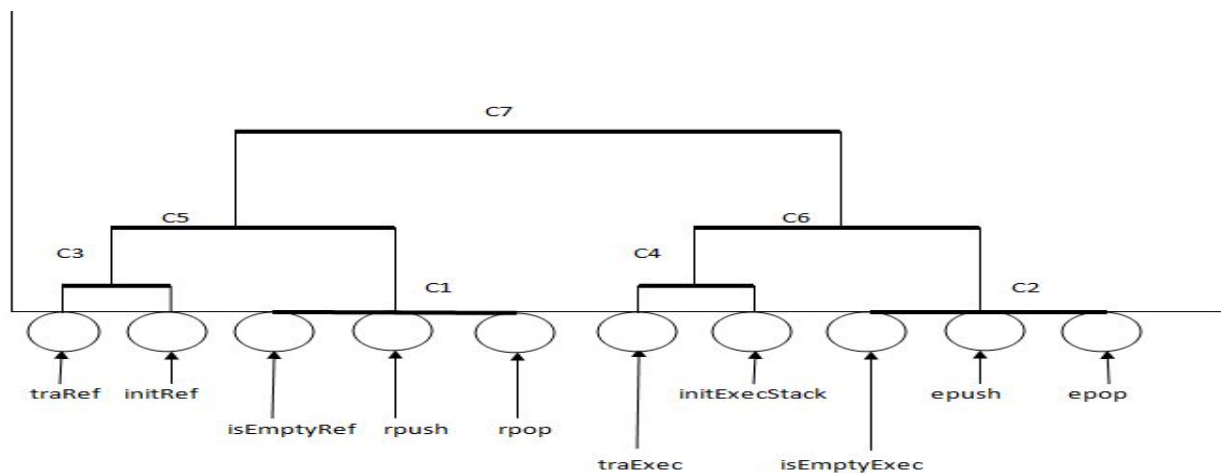 C7
C5 C6
C3 C4
C1 C2
traRef initRef initExecStack epush epop
isEmptyRef rpush rpop
traExec isEmptyExec